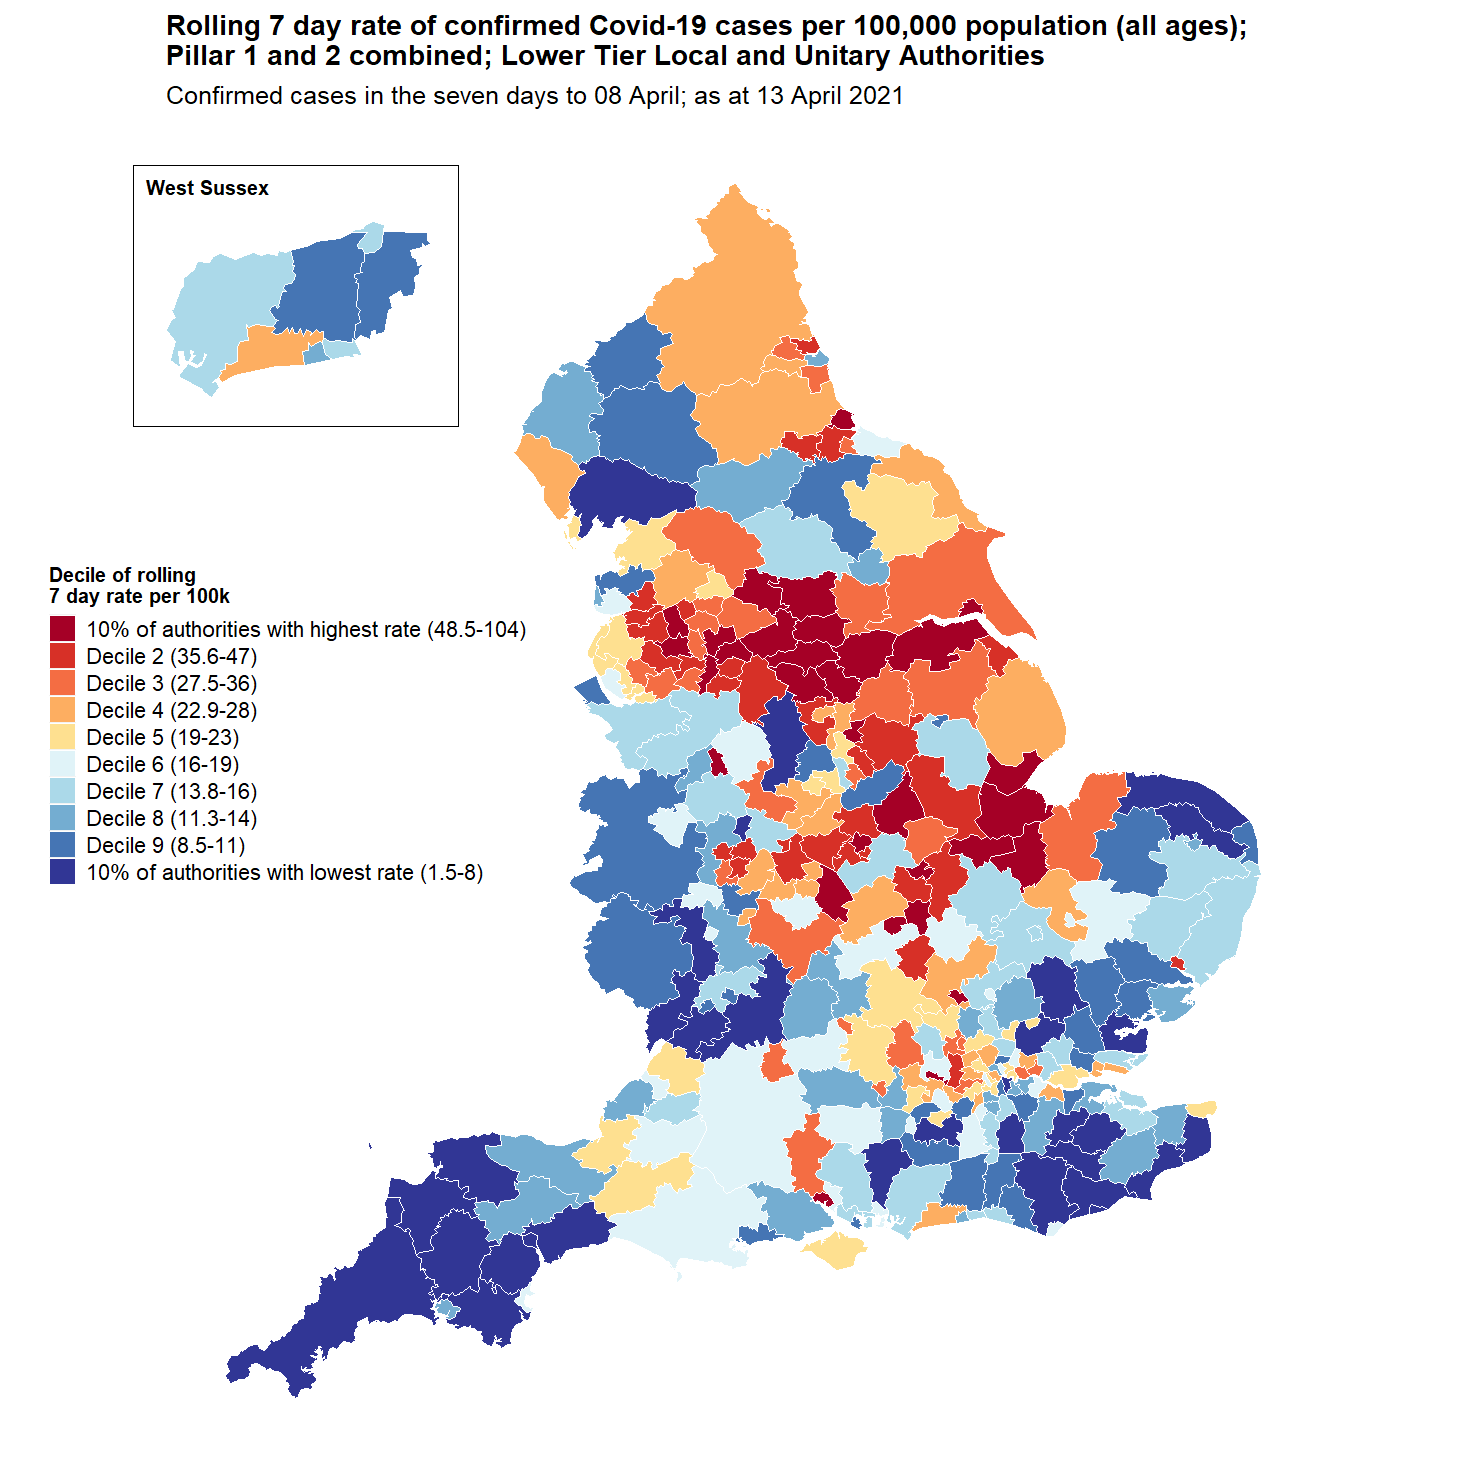 Rolling 7 day rate of confirmed Covid-19 cases per 100,000 population (all ages);
Pillar 1 and 2 combined; Lower Tier Local and Unitary Authorities
Confirmed cases in the seven days to 08 April; as at 13 April 2021
West Sussex
Decile of rolling
7 day rate per 100k
10% of authorities with highest rate (48.5-104)
Decile 2 (35.6-47)
Decile 3 (27.5-36)
Decile 4 (22.9-28)
Decile 5 (19-23)
Decile 6 (16-19)
Decile 7 (13.8-16)
Decile 8 (11.3-14)
Decile 9 (8.5-11)
10% of authorities with lowest rate (1.5-8)